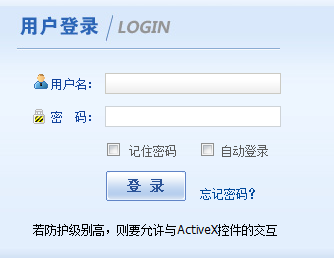 用户登录 / LOGIN
用户名：
密 码：
记住密码 自动登录
登 录 忘记密码？
若防护级别高，则要允许与ActiveX控件的交互